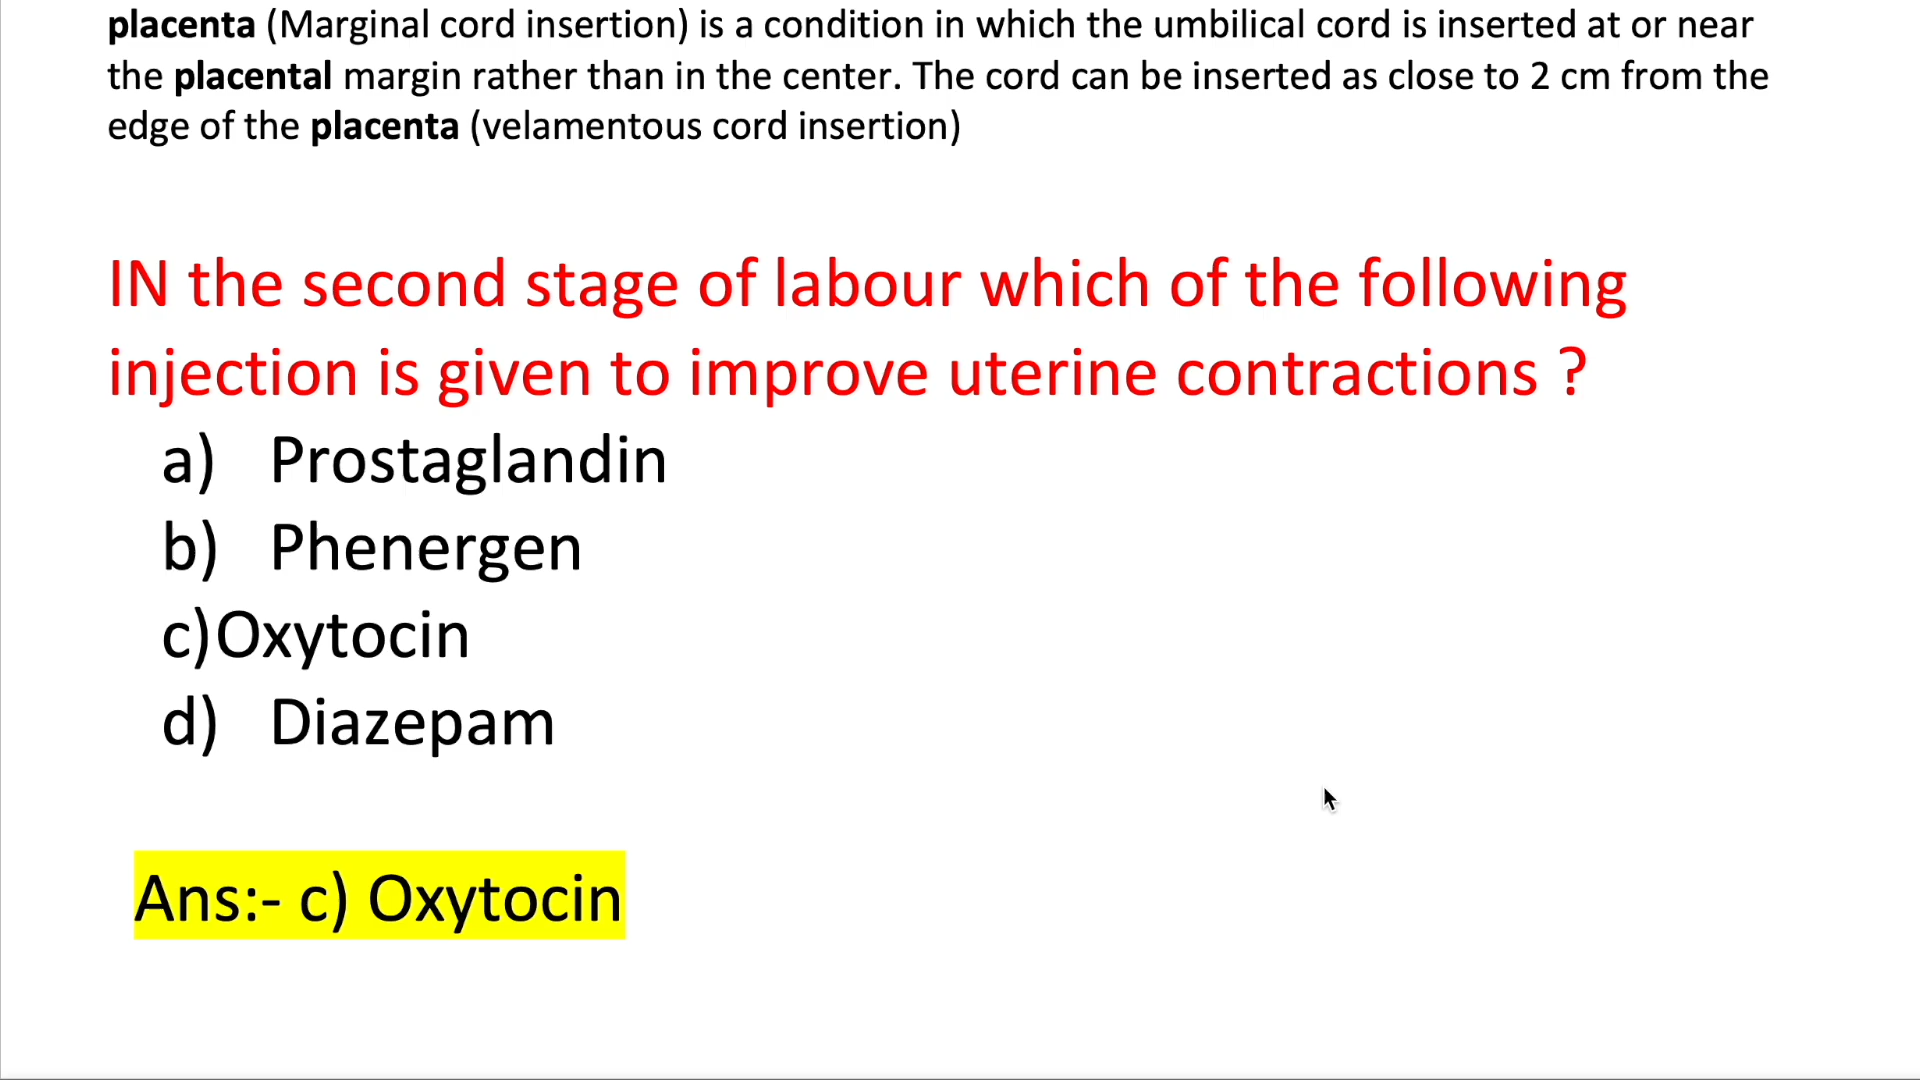 placenta (Marginal cord insertion) is a condition in which the umbilical cord is inserted at or near
the placental margin rather than in the center. The cord can be inserted as close to 2 cm from the
edge of the placenta (velamentous cord insertion)
IN the second stage of labour which of the following
injection is given to improve uterine contractions ?
a) Prostaglandin
b) Phenergen
c)Oxytocin
d) Diazepam
Ans:- c) Oxytocin